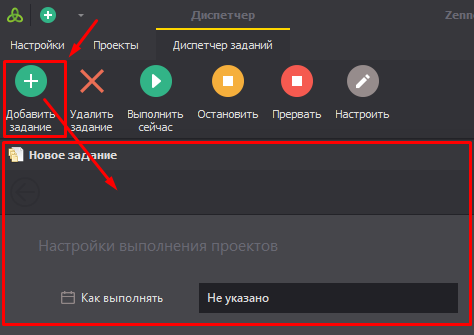 Диспетчер
Zenn
Настройки
Проекты
Диспетчер заданий
Добавить
задание
Удалить
задание
Выполнить
сейчас
Остановить
Прервать
Настроить
Новое задание
Настройки выполнения проектов
Как выполнять
Не указано